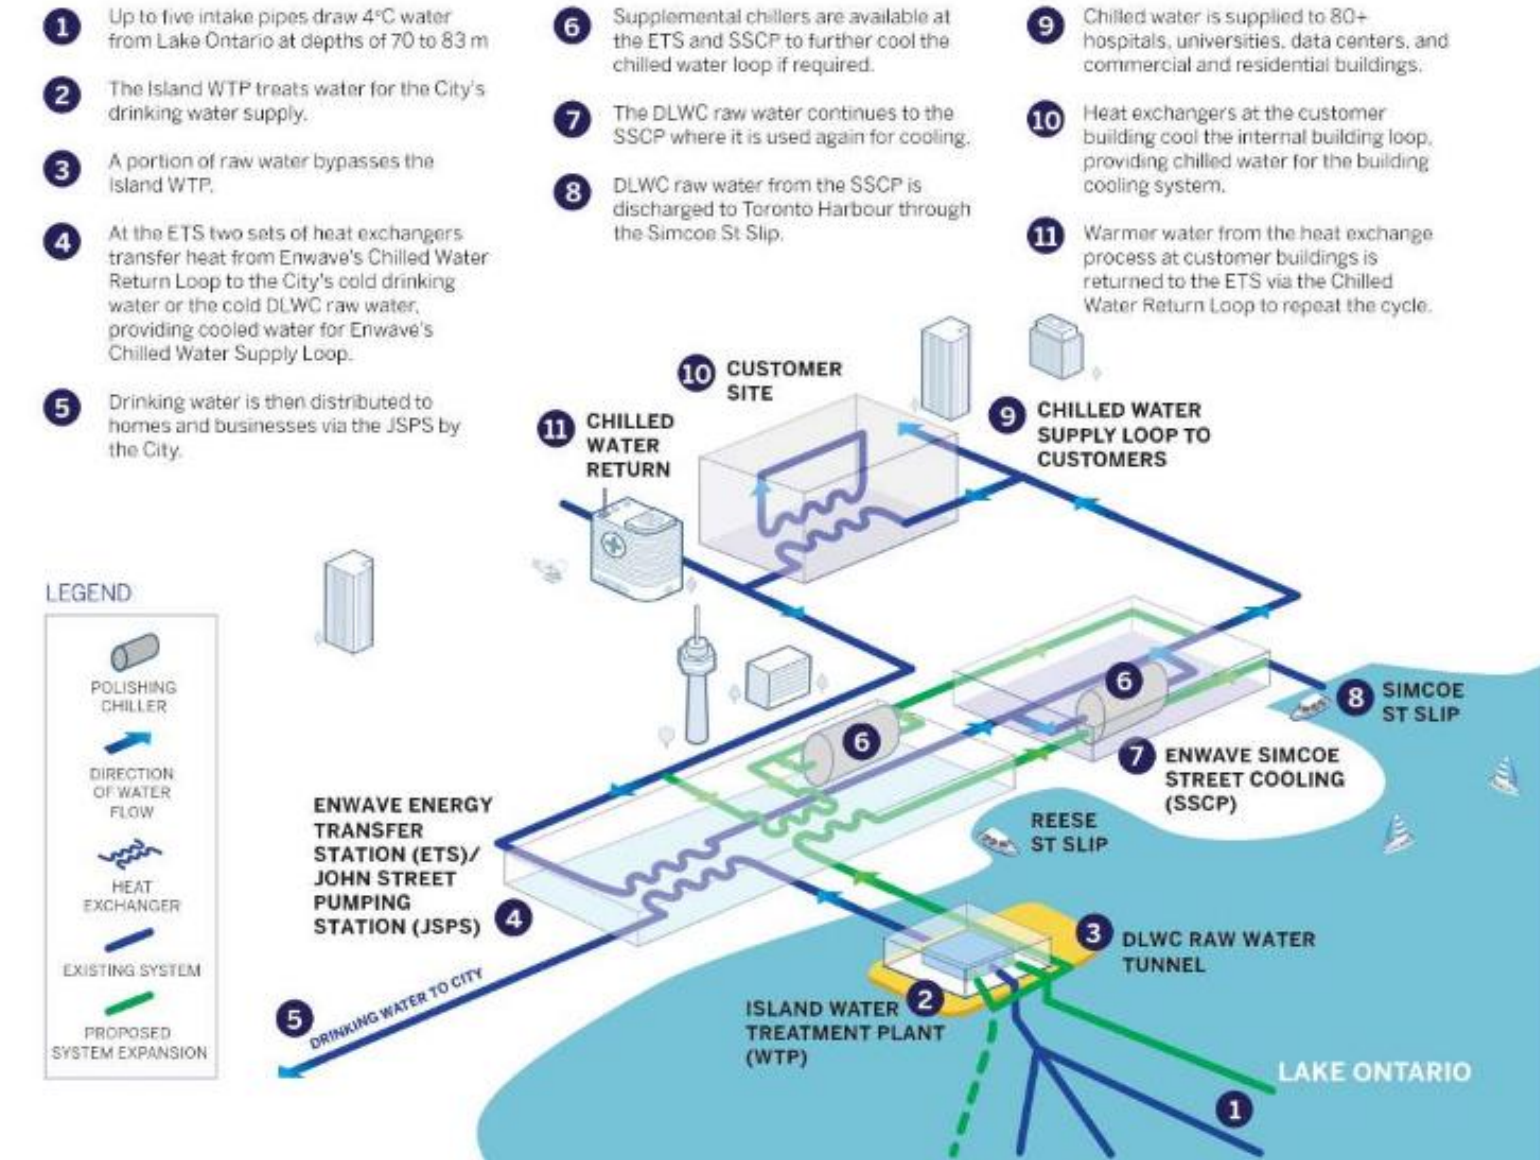 1
Up to five intake pipes draw 4°C water
from Lake Ontario at depths of 70 to 83 m
2
The Island WTP treats water for the City's
drinking water supply.
3
A portion of raw water bypasses the
Island WTP.
4
At the ETS two sets of heat exchangers
transfer heat from Enwave's Chilled Water
Return Loop to the City's cold drinking
water or the cold DLWC raw water,
providing cooled water for Enwave's
Chilled Water Supply Loop.
5
Drinking water is then distributed to
homes and businesses via the JSPS by
the City.
6
Supplemental chillers are available at
the ETS and SSCP to further cool the
chilled water loop if required.
7
The DLWC raw water continues to the
SSCP where it is used again for cooling.
8
DLWC raw water from the SSCP is
discharged to Toronto Harbour through
the Simcoe St Slip.
9
Chilled water is supplied to 80+
hospitals, universities, data centers, and
commercial and residential buildings.
10
Heat exchangers at the customer
building cool the internal building loop,
providing chilled water for the building
cooling system.
11
Warmer water from the heat exchange
process at customer buildings is
returned to the ETS via the Chilled
Water Return Loop to repeat the cycle.
10
CUSTOMER
SITE
11
CHILLED
WATER
RETURN
9
CHILLED WATER
SUPPLY LOOP TO
CUSTOMERS
LEGEND
POLISHING
CHILLER
DIRECTION
OF WATER
FLOW
HEAT
EXCHANGER
EXISTING SYSTEM
PROPOSED
SYSTEM EXPANSION
6
6
8
SIMCOE
ST SLIP
7
ENWAVE SIMCOE
STREET COOLING
(SSCP)
ENWAVE ENERGY
TRANSFER
STATION (ETS)/
JOHN STREET
PUMPING
STATION (JSPS)
4
REESE
ST SLIP
3
DLWC RAW WATER
TUNNEL
2
ISLAND WATER
TREATMENT PLANT
(WTP)
5
DRINKING WATER TO CITY
LAKE ONTARIO
1